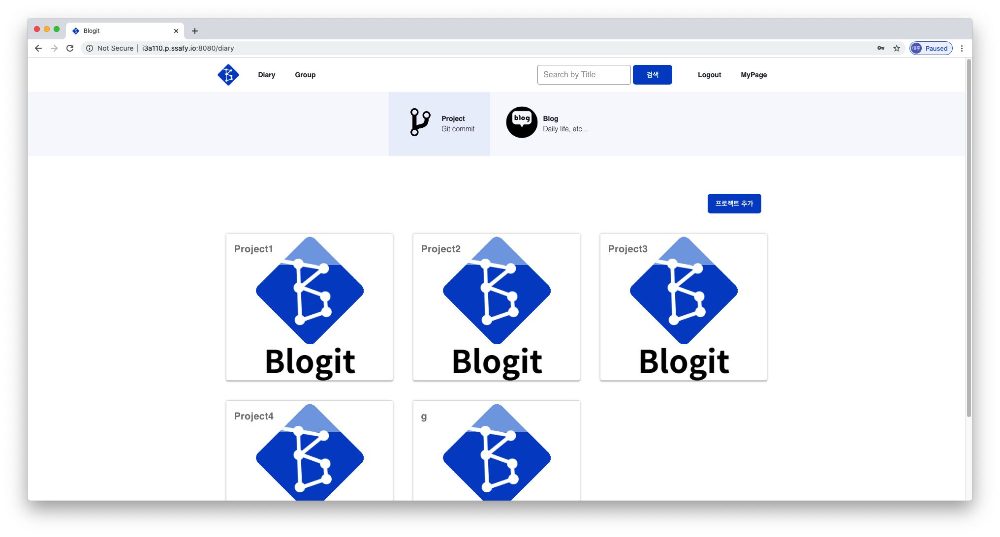 Blogit
Not Secure i3a110.p.ssafy.io:8080/diary 태준 Paused
Diary Group Search by Title 검색 Logout MyPage
Project
Git commit
blog
Blog
Daily life, etc...
프로젝트 추가
Project1
Blogit
Project2
Blogit
Project3
Blogit
Project4
g